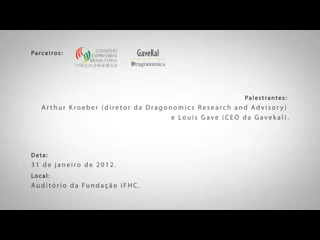 Parceiros:
CONSELHO
EMPRESARIAL
BRASIL-CHINA
GaveKal
Dragonomics
Palestrantes:
Arthur Kroeber (diretor da Dragonomics Research and Advisory)
e Louis Gave (CEO da Gavekal).
Data:
31 de janeiro de 2012.
Local:
Auditório da Fundação iFHC.